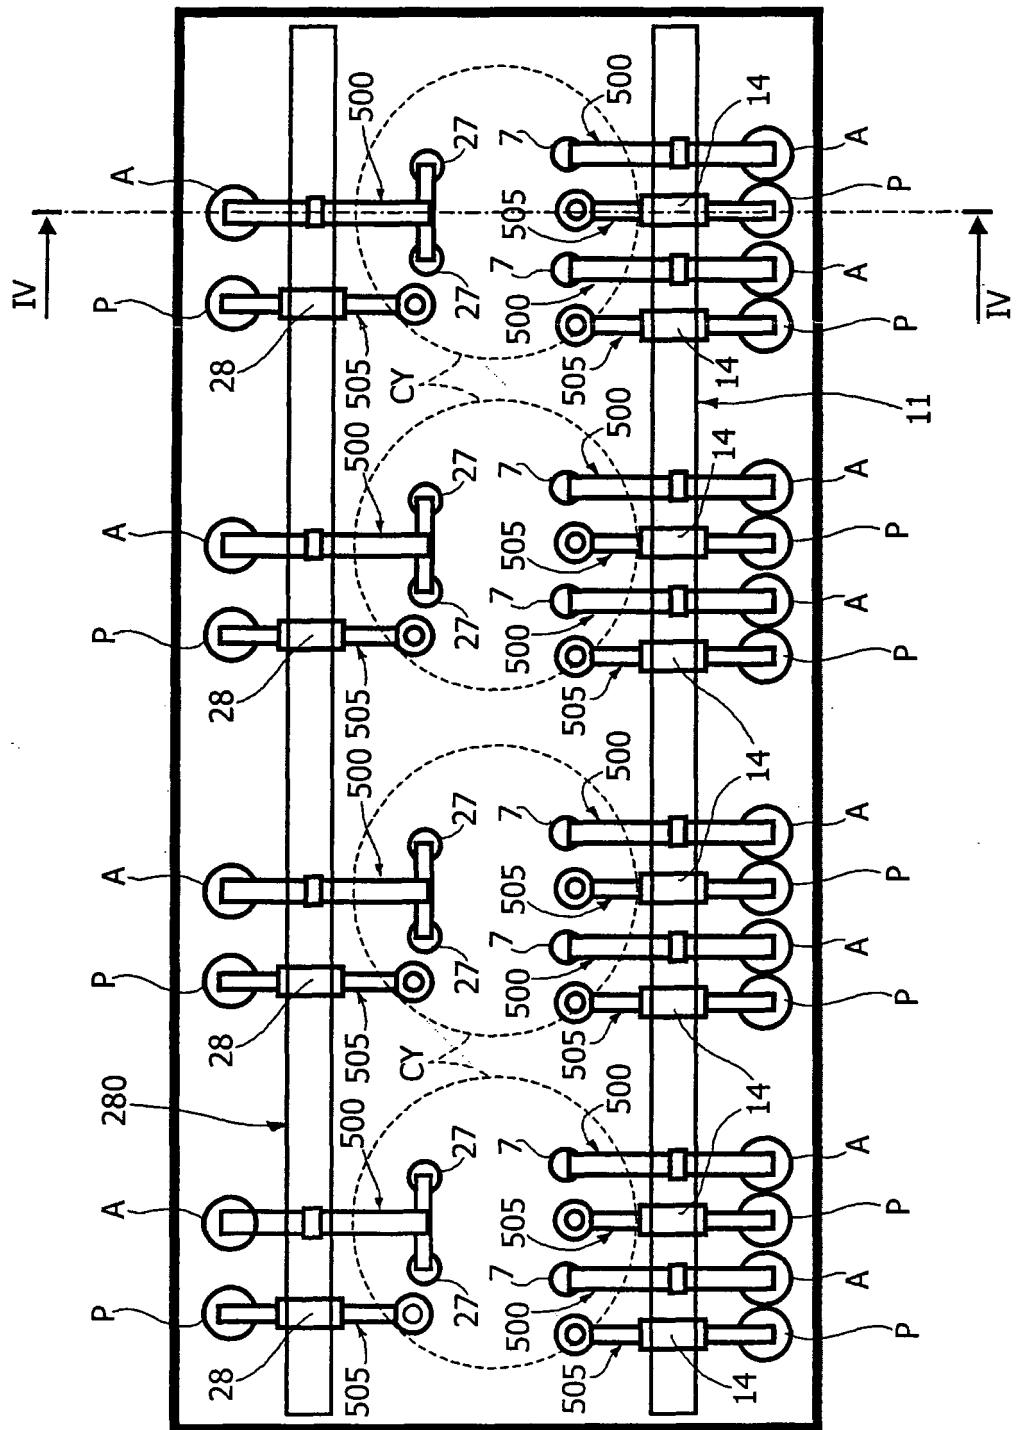 IV
P A 280 P A P A P A
28 28 28 28
505 500 505 500 505 500 505 500
CY CY
27 27 27 27 27 27 27 27
500 7 505 7 500 7 505 7 500 7 505 7 500 7 505 7
505 505 505 505
500 500 500 500
14 14 14 14 14 14
A A A A A A A A
P P P P P P P P
11
IV